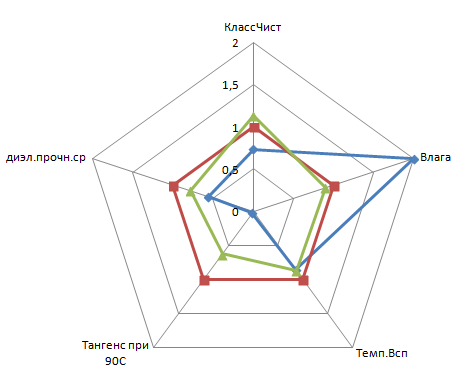 КлассЧист
2
1,5
1
0,5
0
диэл.прочн.ср
Влага
Тангенс при
90С
Темп.Всп